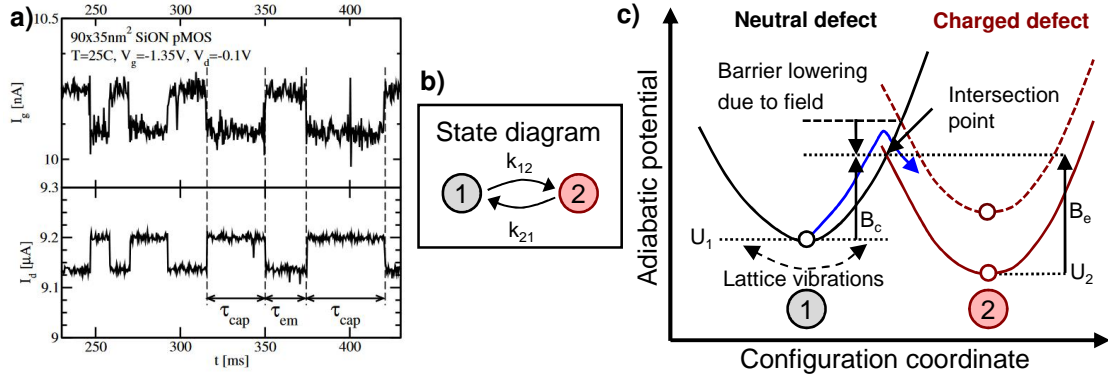 a)
90x35nm² SiON pMOS
T=25C, V_g=-1.35V, V_d=-0.1V
I_g [nA]
10.5
10
9.3
250 300 350 400
I_d [µA]
9.2
9.1
9
τ_cap τ_em τ_cap
250 300 350 400
t [ms]
b)
State diagram
k_12
1 2
k_21
c)
Neutral defect Charged defect
Barrier lowering
due to field
Intersection
point
Adiabatic potential
B_c
B_e
U_1
U_2
Lattice vibrations
1 2
Configuration coordinate